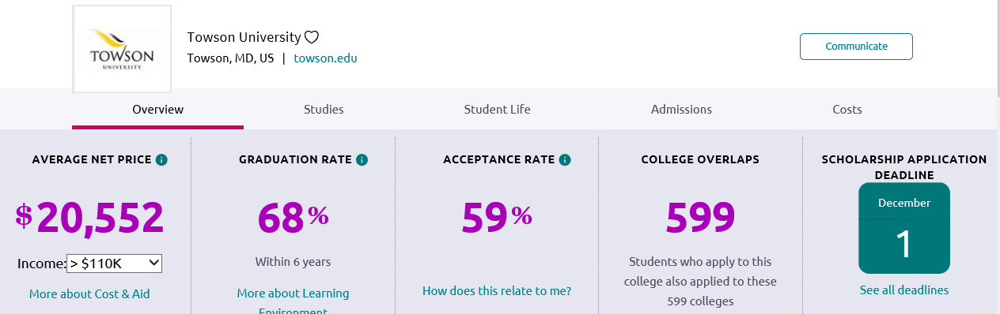 TOWSON
UNIVERSITY
Towson University
Towson, MD, US | towson.edu
Communicate
Overview
Studies
Student Life
Admissions
Costs
AVERAGE NET PRICE
$20,552
Income: > $110K
More about Cost & Aid
GRADUATION RATE
68%
Within 6 years
More about Learning
Environment
ACCEPTANCE RATE
59%
How does this relate to me?
COLLEGE OVERLAPS
599
Students who apply to this
college also applied to these
599 colleges
SCHOLARSHIP APPLICATION
DEADLINE
December
1
See all deadlines